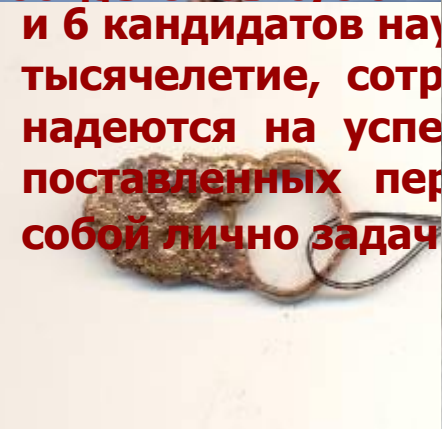 и 6 кандидатов нау
тысячелетие, сотр
надеются на успе
поставленных пер
собой лично задач